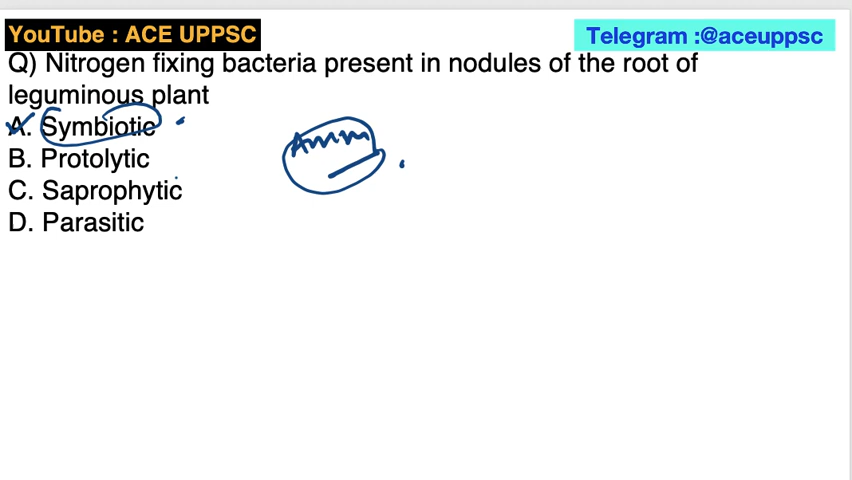 YouTube : ACE UPPSC
Telegram :@aceuppsc
Q) Nitrogen fixing bacteria present in nodules of the root of
leguminous plant
A. Symbiotic
Amm
B. Protolytic
C. Saprophytic
D. Parasitic